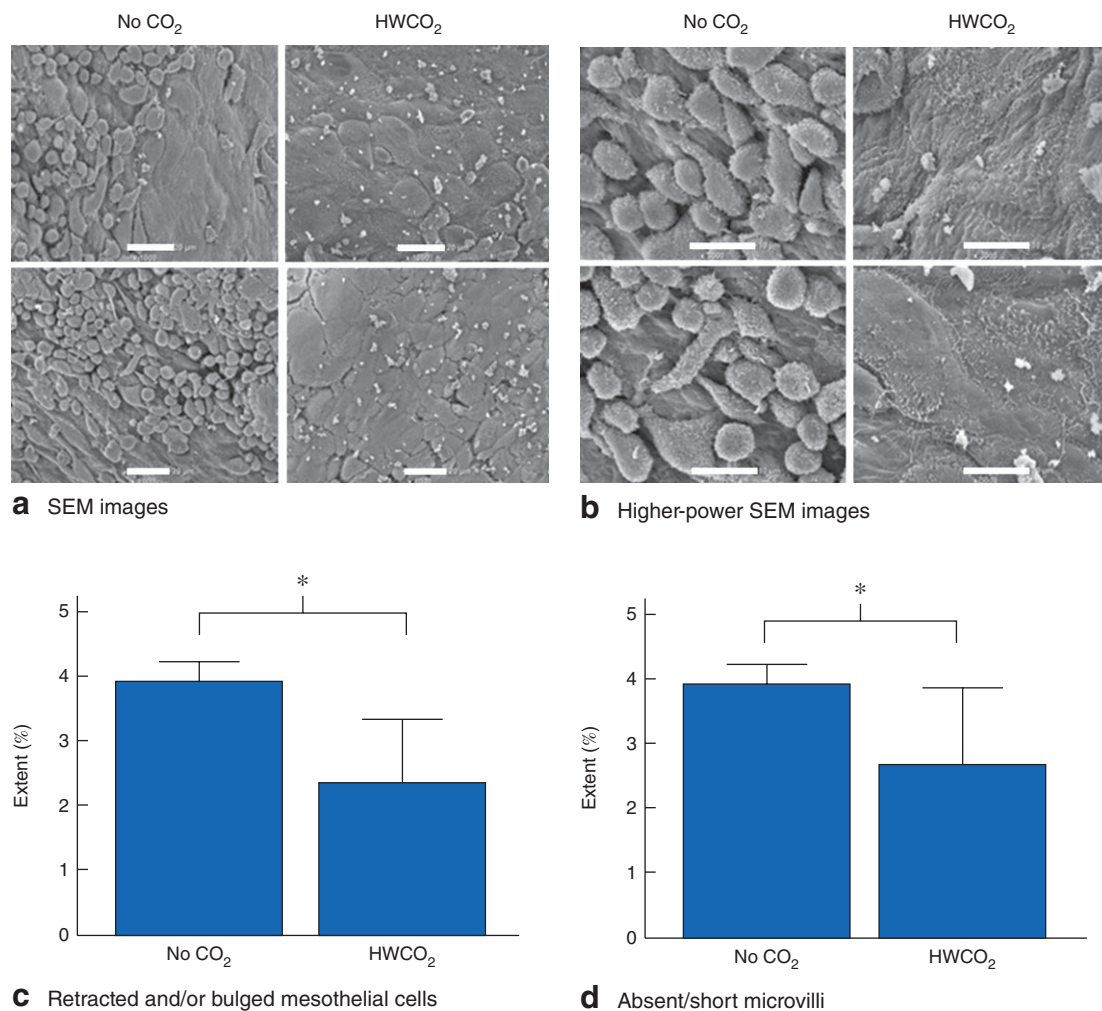 No CO₂ HWCO₂ No CO₂ HWCO₂
a SEM images
b Higher-power SEM images
*
5
4
3
2
1
0
Extent (%)
No CO₂ HWCO₂
c Retracted and/or bulged mesothelial cells
*
5
4
3
2
1
0
Extent (%)
No CO₂ HWCO₂
d Absent/short microvilli